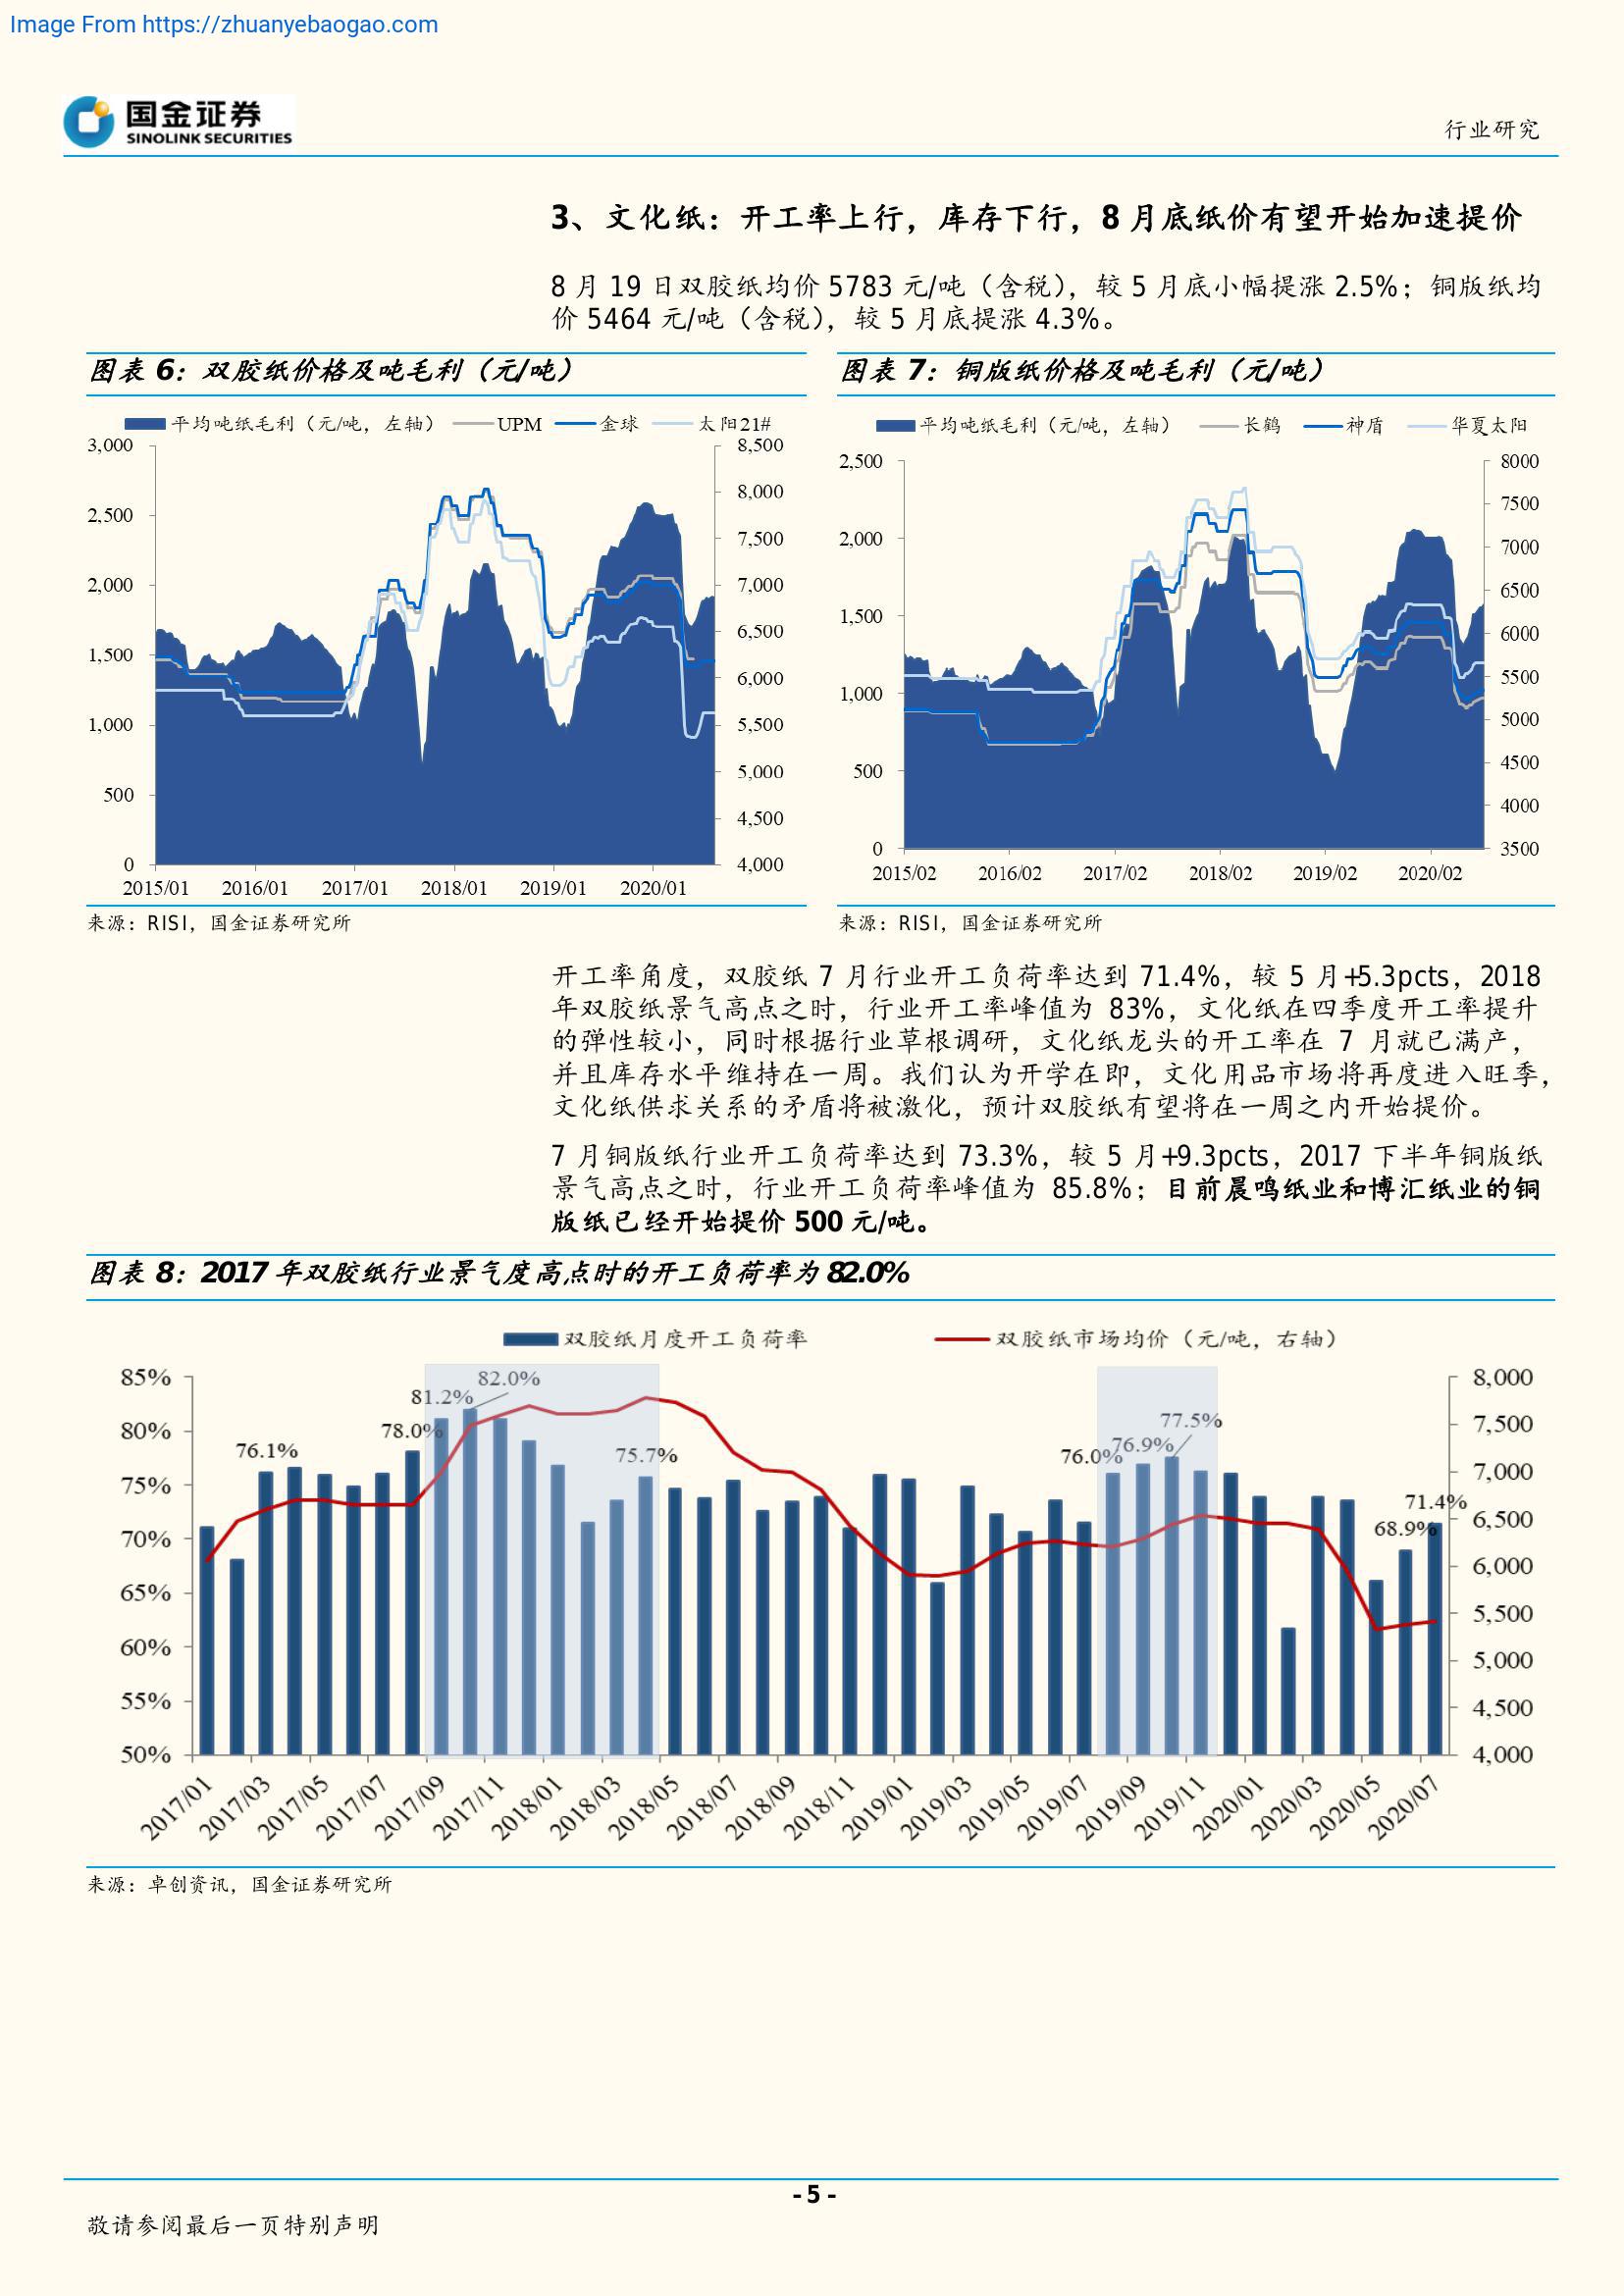 Image From https://zhuanyebaogao.com
国金证券
SINOLINK SECURITIES
行业研究
3、文化纸：开工率上行，库存下行，8 月底纸价有望开始加速提价
8 月 19 日双胶纸均价 5783 元/吨（含税），较 5 月底小幅提涨 2.5%；铜版纸均
价 5464 元/吨（含税），较 5 月底提涨 4.3%。
图表 6：双胶纸价格及吨毛利（元/吨）
平均吨纸毛利（元/吨，左轴） UPM 金球 太阳21#
3,000 8,500
8,000
2,500 7,500
2,000 7,000
6,500
1,500 6,000
1,000 5,500
5,000
500 4,500
0 4,000
2015/01 2016/01 2017/01 2018/01 2019/01 2020/01
来源：RISI，国金证券研究所
图表 7：铜版纸价格及吨毛利（元/吨）
平均吨纸毛利（元/吨，左轴） 长鹤 神盾 华夏太阳
2,500 8000
7500
2,000 7000
6500
1,500 6000
1,000 5500
5000
500 4500
4000
0 3500
2015/02 2016/02 2017/02 2018/02 2019/02 2020/02
来源：RISI，国金证券研究所
开工率角度，双胶纸 7 月行业开工负荷率达到 71.4%，较 5 月+5.3pcts，2018
年双胶纸景气高点之时，行业开工率峰值为 83%，文化纸在四季度开工率提升
的弹性较小，同时根据行业草根调研，文化纸龙头的开工率在 7 月就已满产，
并且库存水平维持在一周。我们认为开学在即，文化用品市场将再度进入旺季，
文化纸供求关系的矛盾将被激化，预计双胶纸有望将在一周之内开始提价。
7 月铜版纸行业开工负荷率达到 73.3%，较 5 月+9.3pcts，2017 下半年铜版纸
景气高点之时，行业开工负荷率峰值为 85.8%；目前晨鸣纸业和博汇纸业的铜
版纸已经开始提价 500 元/吨。
图表 8：2017 年双胶纸行业景气度高点时的开工负荷率为 82.0%
双胶纸月度开工负荷率 双胶纸市场均价（元/吨，右轴）
85% 82.0% 8,000
81.2%
80% 78.0% 77.5% 7,500
76.1% 75.7% 76.0% 76.9%
75% 7,000
71.4%
70% 68.9% 6,500
6,000
65% 5,500
60% 5,000
55% 4,500
50% 4,000
2017/01 2017/03 2017/05 2017/07 2017/09 2017/11 2018/01 2018/03 2018/05 2018/07 2018/09 2018/11 2019/01 2019/03 2019/05 2019/07 2019/09 2019/11 2020/01 2020/03 2020/05 2020/07
来源：卓创资讯，国金证券研究所
- 5 -
敬请参阅最后一页特别声明